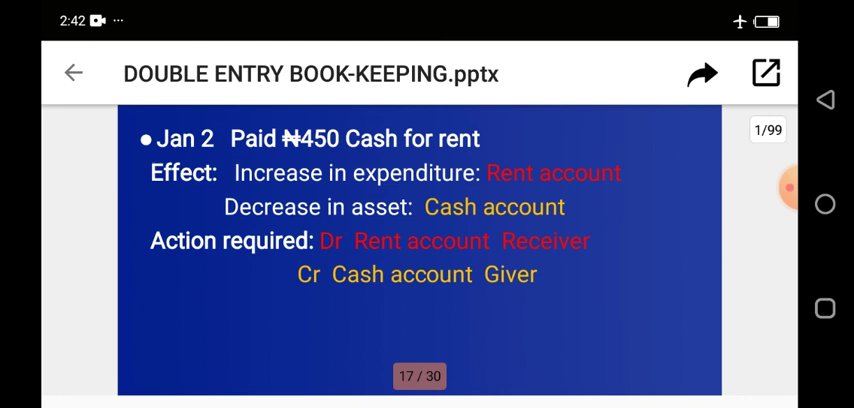 2:42 ...
DOUBLE ENTRY BOOK-KEEPING.pptx
1/99
● Jan 2 Paid ₦450 Cash for rent
Effect: Increase in expenditure: Rent account
Decrease in asset: Cash account
Action required: Dr Rent account Receiver
Cr Cash account Giver
17 / 30